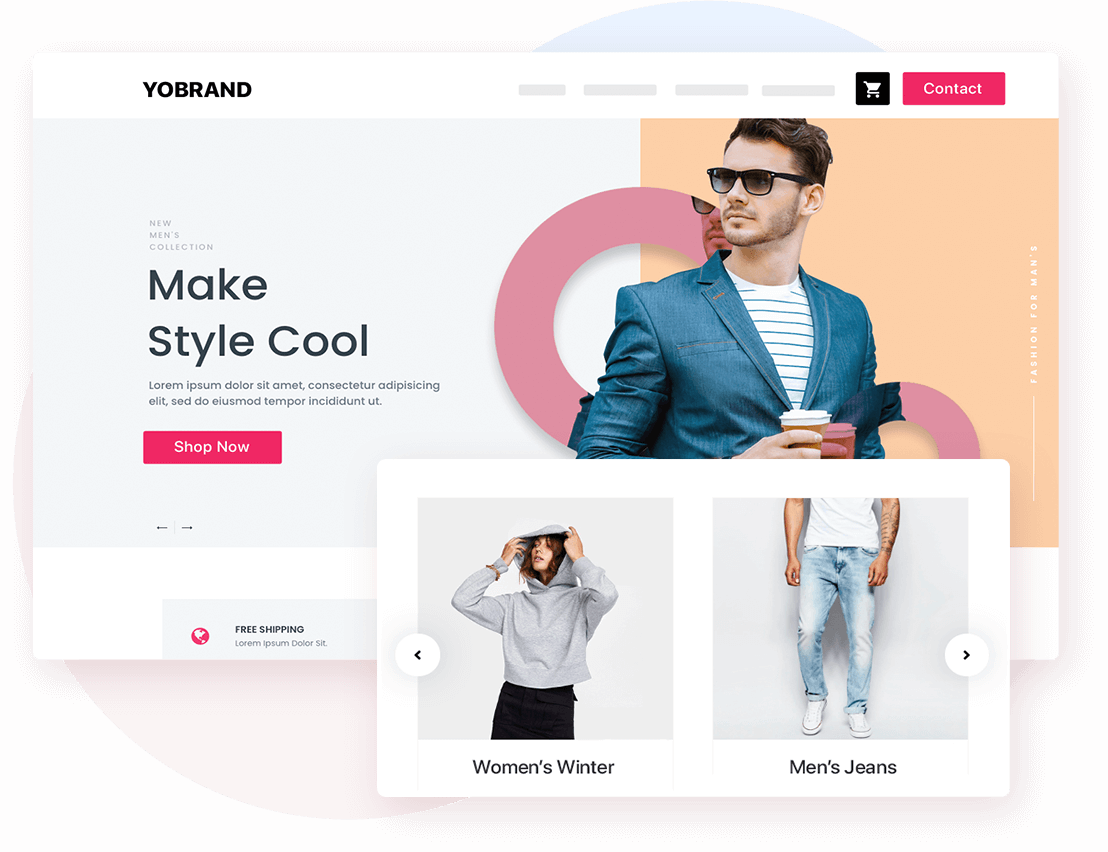 YOBRAND
Contact
NEW
MEN'S
COLLECTION
Make
Style Cool
Lorem ipsum dolor sit amet, consectetur adipisicing
elit, sed do eiusmod tempor incididunt ut.
Shop Now
FASHION FOR MAN'S
FREE SHIPPING
Lorem Ipsum Dolor Sit.
Women's Winter
Men's Jeans